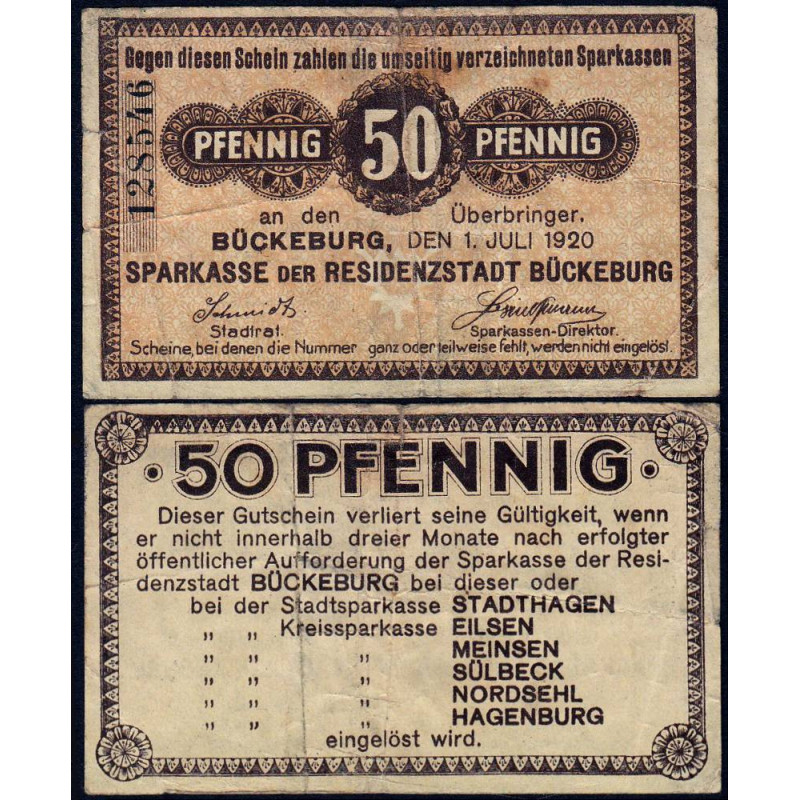 Gegen diesen Schein zahlen die umseitig verzeichneten Sparkassen
128546
PFENNIG 50 PFENNIG
an den Überbringer.
BÜCKEBURG, DEN 1. JULI 1920
SPARKASSE DER RESIDENZSTADT BÜCKEBURG
Schmidt
Stadtrat. Sparkassen-Direktor.
Scheine, bei denen die Nummer ganz oder teilweise fehlt, werden nicht eingelöst.
• 50 PFENNIG •
Dieser Gutschein verliert seine Gültigkeit, wenn
er nicht innerhalb dreier Monate nach erfolgter
öffentlicher Aufforderung der Sparkasse der Resi-
denzstadt BÜCKEBURG bei dieser oder
bei der Stadtsparkasse STADTHAGEN
„ „ Kreissparkasse EILSEN
„ „ „ MEINSEN
„ „ „ SÜLBECK
„ „ „ NORDSEHL
„ „ „ HAGENBURG
eingelöst wird.